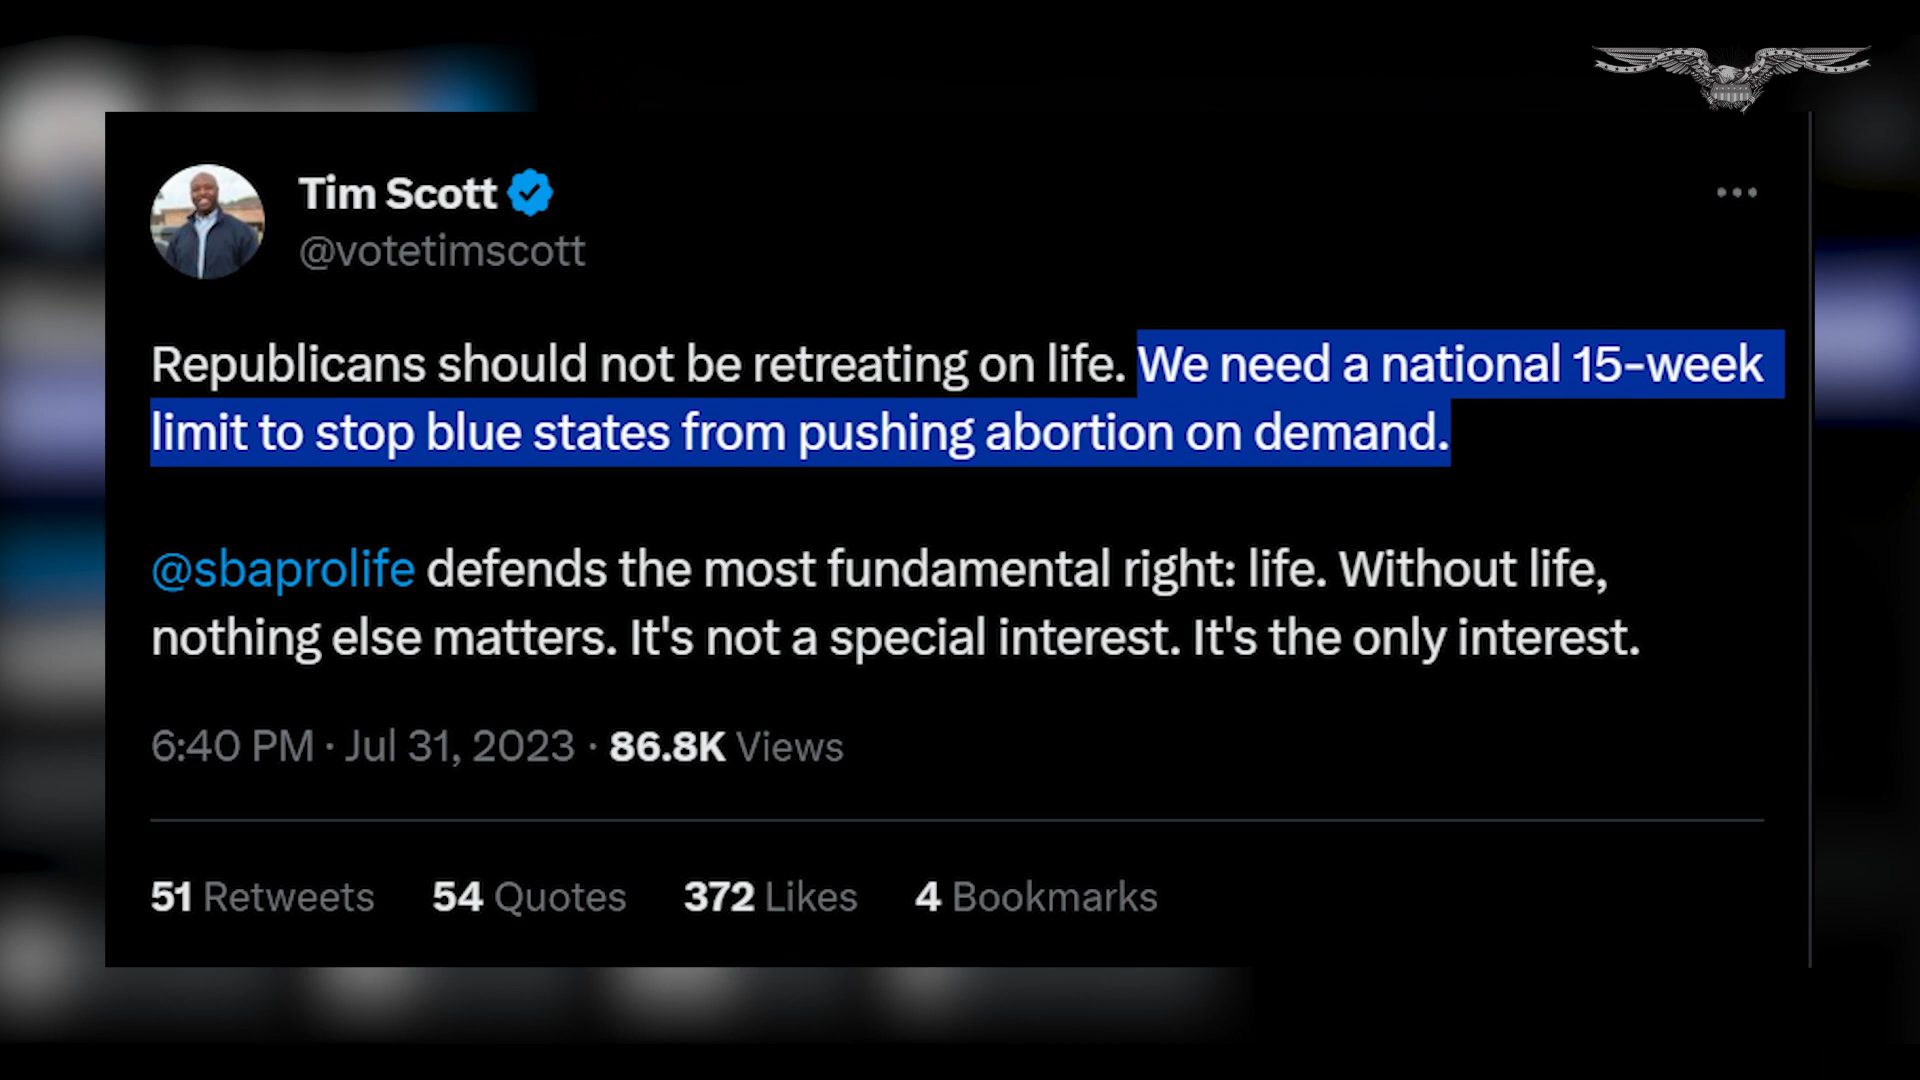 Tim Scott
@votetimscott
Republicans should not be retreating on life. We need a national 15-week
limit to stop blue states from pushing abortion on demand.
@sbaprolife defends the most fundamental right: life. Without life,
nothing else matters. It's not a special interest. It's the only interest.
6:40 PM · Jul 31, 2023 · 86.8K Views
51 Retweets 54 Quotes 372 Likes 4 Bookmarks